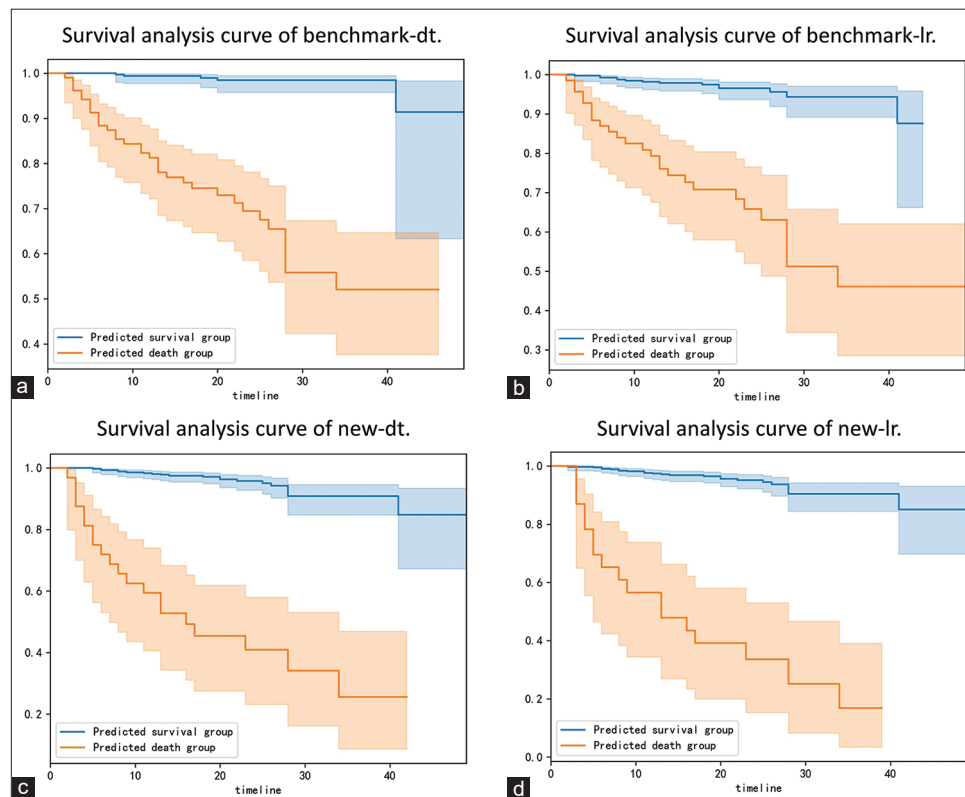 Survival analysis curve of benchmark-dt.
1.0
0.9
0.8
0.7
0.6
0.5
0.4
Predicted survival group
Predicted death group
0 10 20 30 40
timeline
a
Survival analysis curve of benchmark-lr.
1.0
0.9
0.8
0.7
0.6
0.5
0.4
0.3
Predicted survival group
Predicted death group
0 10 20 30 40
timeline
b
Survival analysis curve of new-dt.
1.0
0.8
0.6
0.4
0.2
Predicted survival group
Predicted death group
0 10 20 30 40
timeline
c
Survival analysis curve of new-lr.
1.0
0.8
0.6
0.4
0.2
0.0
Predicted survival group
Predicted death group
0 10 20 30 40
timeline
d